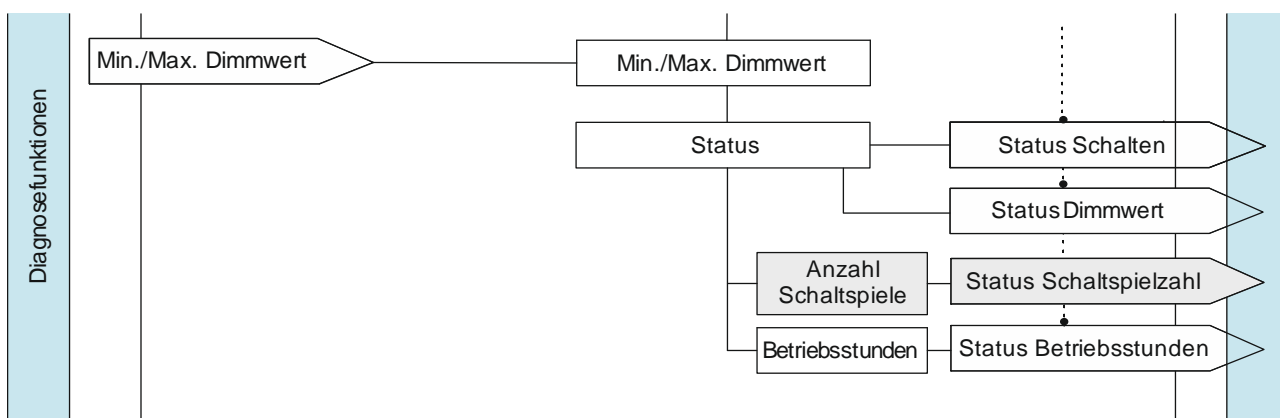 Diagnosefunktionen
Min./Max. Dimmwert
Min./Max. Dimmwert
Status
Status Schalten
Status Dimmwert
Anzahl
Schaltspiele
Status Schaltspielzahl
Betriebsstunden
Status Betriebsstunden